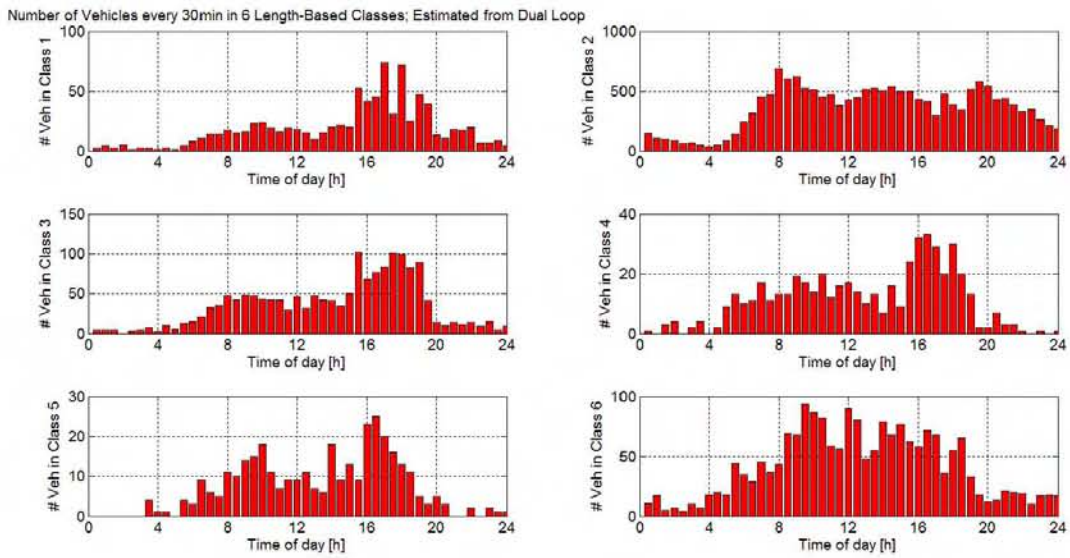 Number of Vehicles every 30min in 6 Length-Based Classes; Estimated from Dual Loop
# Veh in Class 1
100
50
0
0 4 8 12 16 20 24
Time of day [h]
# Veh in Class 2
1000
500
0
0 4 8 12 16 20 24
Time of day [h]
# Veh in Class 3
150
100
50
0
0 4 8 12 16 20 24
Time of day [h]
# Veh in Class 4
40
20
0
0 4 8 12 16 20 24
Time of day [h]
# Veh in Class 5
30
20
10
0
0 4 8 12 16 20 24
Time of day [h]
# Veh in Class 6
100
50
0
0 4 8 12 16 20 24
Time of day [h]